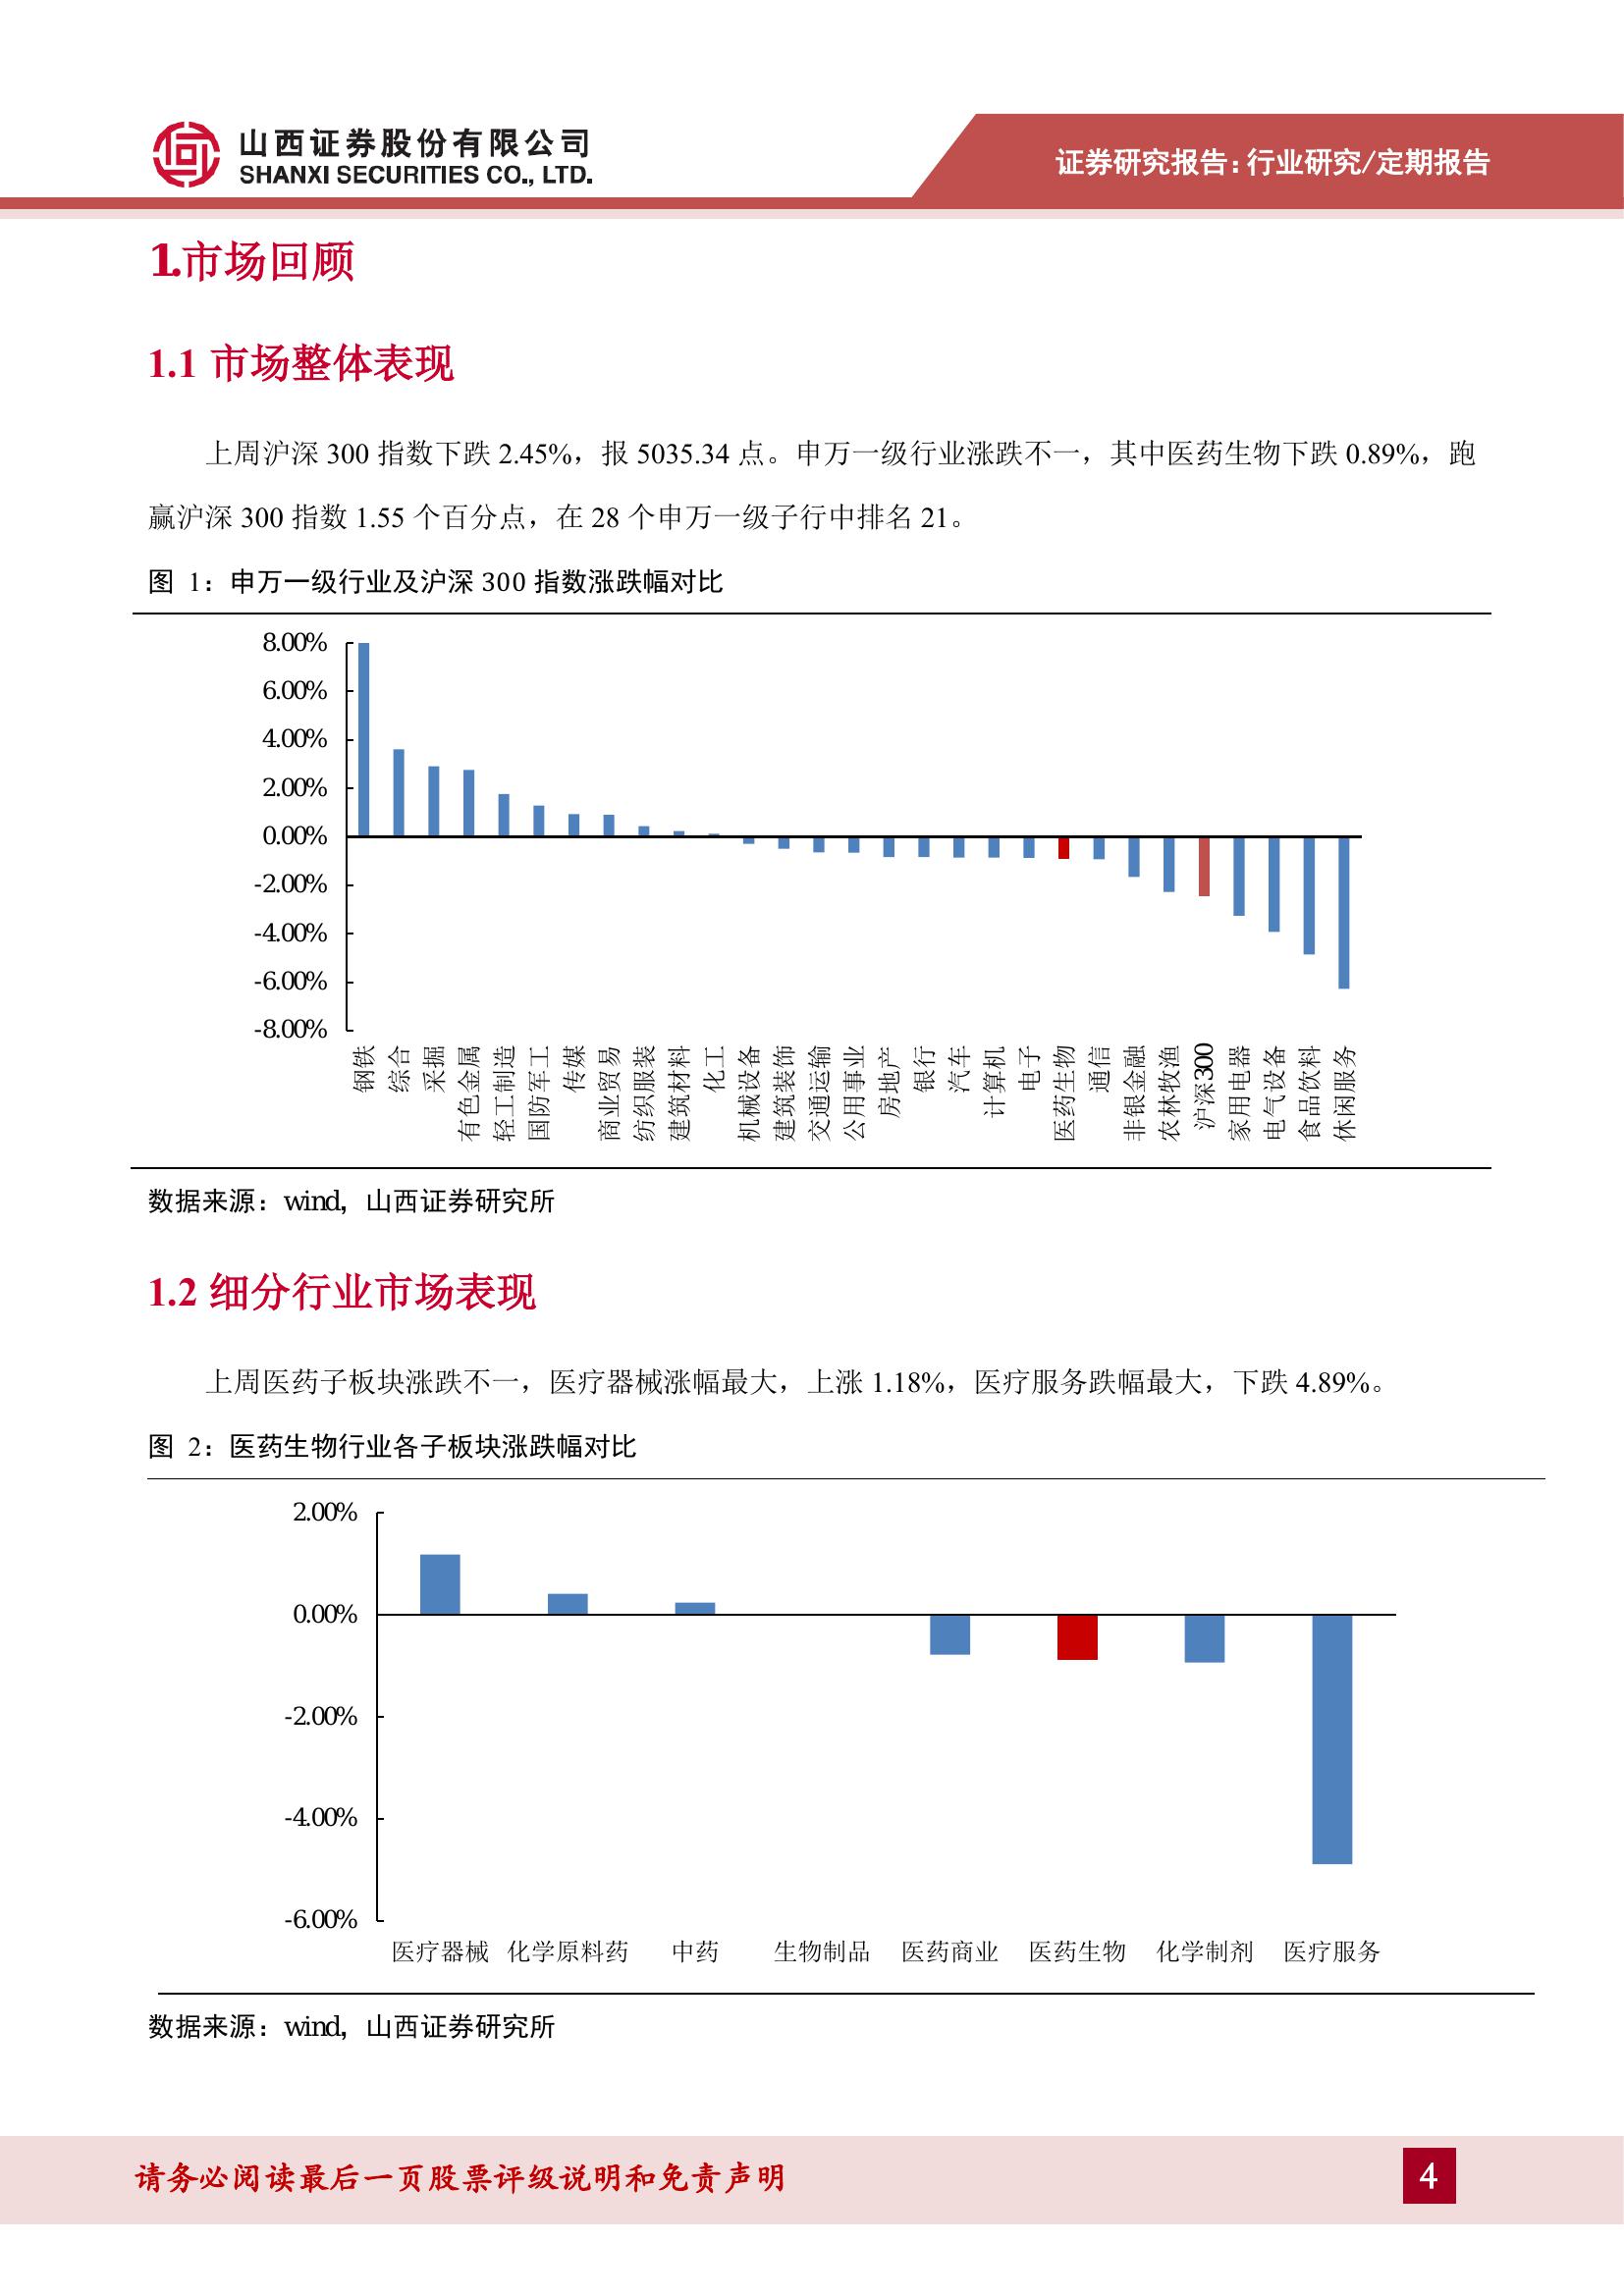 山西证券股份有限公司
SHANXI SECURITIES CO., LTD.
证券研究报告：行业研究/定期报告
1.市场回顾
1.1 市场整体表现
上周沪深 300 指数下跌 2.45%，报 5035.34 点。申万一级行业涨跌不一，其中医药生物下跌 0.89%，跑
赢沪深 300 指数 1.55 个百分点，在 28 个申万一级子行中排名 21。
图 1：申万一级行业及沪深 300 指数涨跌幅对比
8.00%
6.00%
4.00%
2.00%
0.00%
-2.00%
-4.00%
-6.00%
-8.00%
钢铁
综合
采掘
有色金属
轻工制造
国防军工
传媒
商业贸易
纺织服装
建筑材料
化工
机械设备
建筑装饰
交通运输
公用事业
房地产
银行
汽车
计算机
电子
医药生物
通信
非银金融
农林牧渔
沪深300
家用电器
电气设备
食品饮料
休闲服务
数据来源：wind，山西证券研究所
1.2 细分行业市场表现
上周医药子板块涨跌不一，医疗器械涨幅最大，上涨 1.18%，医疗服务跌幅最大，下跌 4.89%。
图 2：医药生物行业各子板块涨跌幅对比
2.00%
0.00%
-2.00%
-4.00%
-6.00%
医疗器械 化学原料药 中药 生物制品 医药商业 医药生物 化学制剂 医疗服务
数据来源：wind，山西证券研究所
请务必阅读最后一页股票评级说明和免责声明
4